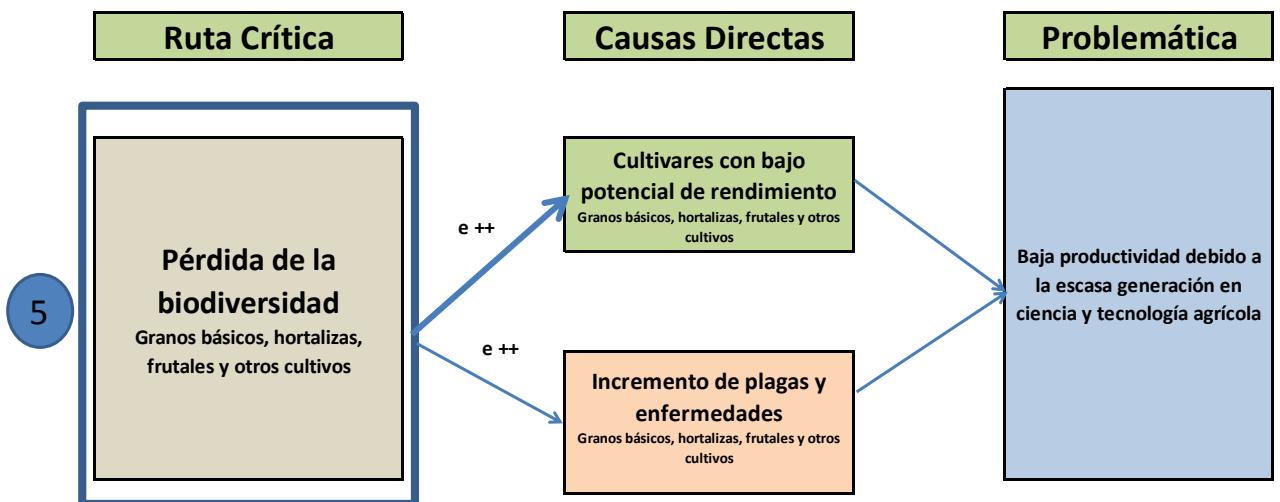 Ruta Crítica
Causas Directas
Problemática
5
Pérdida de la
biodiversidad
Granos básicos, hortalizas,
frutales y otros cultivos
e ++
e ++
Cultivares con bajo
potencial de rendimiento
Granos básicos, hortalizas, frutales y otros
cultivos
Incremento de plagas y
enfermedades
Granos básicos, hortalizas, frutales y otros
cultivos
Baja productividad debido a
la escasa generación en
ciencia y tecnología agrícola